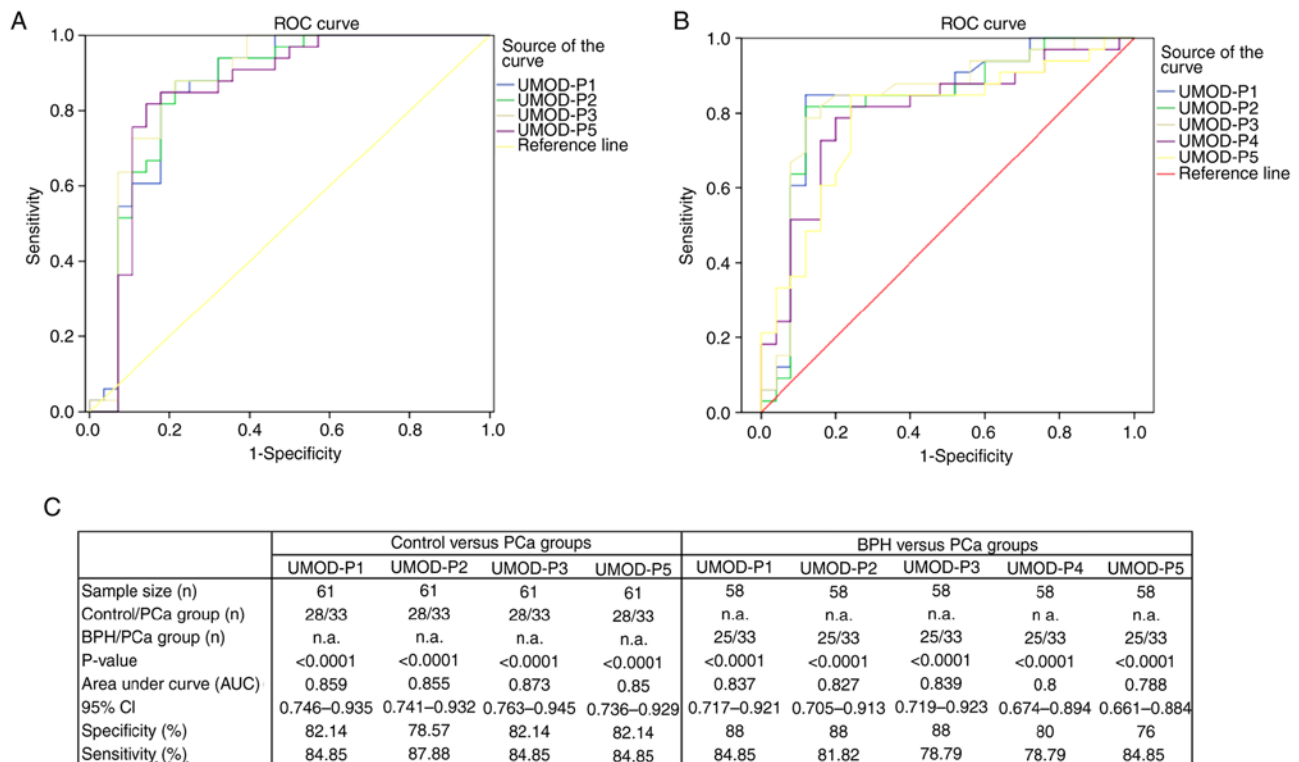 A
ROC curve
1.0
0.8
0.6
0.4
0.2
0.0
Sensitivity
0.0 0.2 0.4 0.6 0.8 1.0
1-Specificity
Source of the
curve
UMOD-P1
UMOD-P2
UMOD-P3
UMOD-P5
Reference line
B
ROC curve
1.0
0.8
0.6
0.4
0.2
0.0
Sensitivity
0.0 0.2 0.4 0.6 0.8 1.0
1-Specificity
Source of the
curve
UMOD-P1
UMOD-P2
UMOD-P3
UMOD-P4
UMOD-P5
Reference line
C
Control versus PCa groups BPH versus PCa groups
UMOD-P1 UMOD-P2 UMOD-P3 UMOD-P5 UMOD-P1 UMOD-P2 UMOD-P3 UMOD-P4 UMOD-P5
Sample size (n) 61 61 61 61 58 58 58 58 58
Control/PCa group (n) 28/33 28/33 28/33 28/33 n.a. n.a. n.a. n a. n.a.
BPH/PCa group (n) n.a. n.a. n.a. n.a. 25/33 25/33 25/33 25/33 25/33
P-value <0.0001 <0.0001 <0.0001 <0.0001 <0.0001 <0.0001 <0.0001 <0.0001 <0.0001
Area under curve (AUC) 0.859 0.855 0.873 0.85 0.837 0.827 0.839 0.8 0.788
95% CI 0.746–0.935 0.741–0.932 0.763–0.945 0.736–0.929 0.717–0.921 0.705–0.913 0.719–0.923 0.674–0.894 0.661–0.884
Specificity (%) 82.14 78.57 82.14 82.14 88 88 88 80 76
Sensitivity (%) 84.85 87.88 84.85 84.85 84.85 81.82 78.79 78.79 84.85